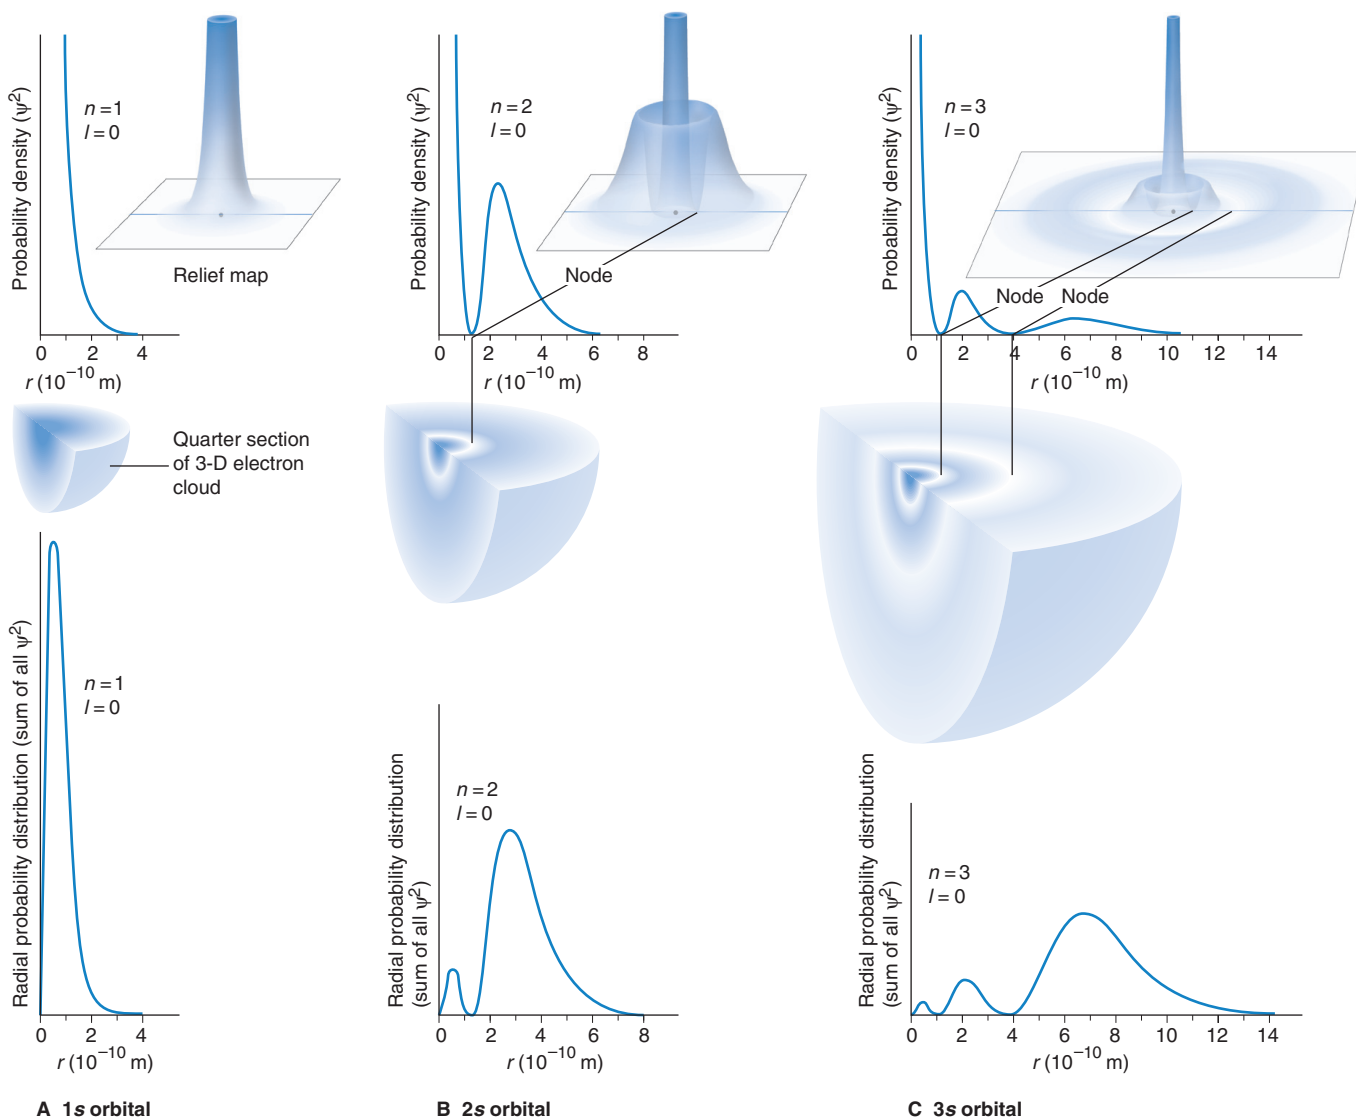 Probability density (ψ²)
n = 1
l = 0
Relief map
0 2 4
r (10⁻¹⁰ m)
Probability density (ψ²)
n = 2
l = 0
Node
0 2 4 6 8
r (10⁻¹⁰ m)
Probability density (ψ²)
n = 3
l = 0
Node Node
0 2 4 6 8 10 12 14
r (10⁻¹⁰ m)
Quarter section
of 3-D electron
cloud
Radial probability distribution (sum of all ψ²)
n = 1
l = 0
0 2 4
r (10⁻¹⁰ m)
Radial probability distribution
(sum of all ψ²)
n = 2
l = 0
0 2 4 6 8
r (10⁻¹⁰ m)
Radial probability distribution
(sum of all ψ²)
n = 3
l = 0
0 2 4 6 8 10 12 14
r (10⁻¹⁰ m)
A 1s orbital
B 2s orbital
C 3s orbital